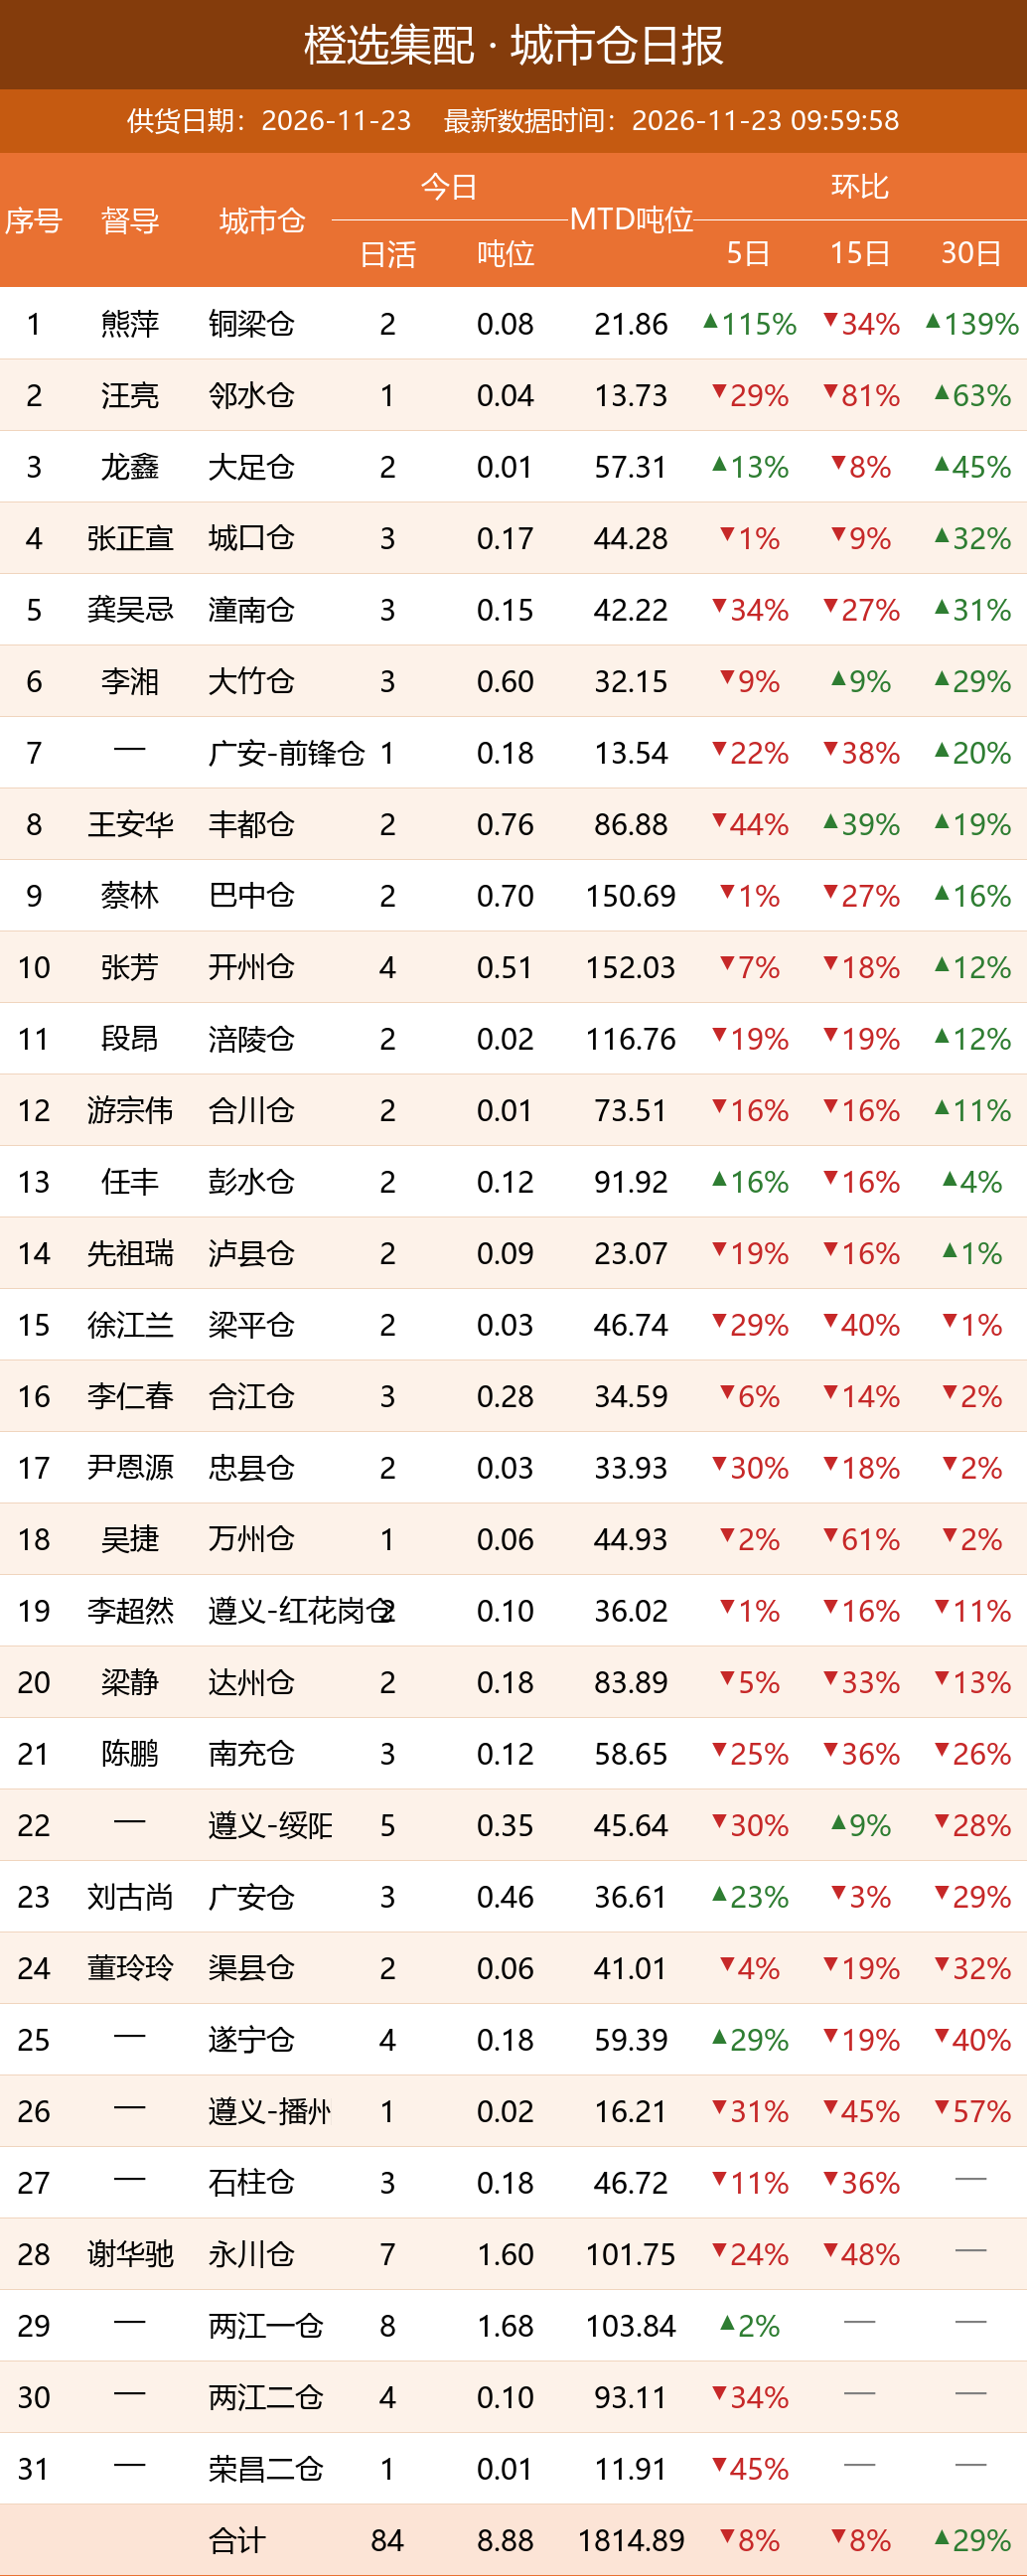 橙选集配 · 城市仓日报
供货日期：2026-11-23 最新数据时间：2026-11-23 09:59:58
序号 督导 城市仓 今日 MTD吨位 环比
日活 吨位 5日 15日 30日
1 熊萍 铜梁仓 2 0.08 21.86 ▲115% ▼34% ▲139%
2 汪亮 邻水仓 1 0.04 13.73 ▼29% ▼81% ▲63%
3 龙鑫 大足仓 2 0.01 57.31 ▲13% ▼8% ▲45%
4 张正宣 城口仓 3 0.17 44.28 ▼1% ▼9% ▲32%
5 龚吴忌 潼南仓 3 0.15 42.22 ▼34% ▼27% ▲31%
6 李湘 大竹仓 3 0.60 32.15 ▼9% ▲9% ▲29%
7 — 广安-前锋仓 1 0.18 13.54 ▼22% ▼38% ▲20%
8 王安华 丰都仓 2 0.76 86.88 ▼44% ▲39% ▲19%
9 蔡林 巴中仓 2 0.70 150.69 ▼1% ▼27% ▲16%
10 张芳 开州仓 4 0.51 152.03 ▼7% ▼18% ▲12%
11 段昂 涪陵仓 2 0.02 116.76 ▼19% ▼19% ▲12%
12 游宗伟 合川仓 2 0.01 73.51 ▼16% ▼16% ▲11%
13 任丰 彭水仓 2 0.12 91.92 ▲16% ▼16% ▲4%
14 先祖瑞 泸县仓 2 0.09 23.07 ▼19% ▼16% ▲1%
15 徐江兰 梁平仓 2 0.03 46.74 ▼29% ▼40% ▼1%
16 李仁春 合江仓 3 0.28 34.59 ▼6% ▼14% ▼2%
17 尹恩源 忠县仓 2 0.03 33.93 ▼30% ▼18% ▼2%
18 吴捷 万州仓 1 0.06 44.93 ▼2% ▼61% ▼2%
19 李超然 遵义-红花岗仓 2 0.10 36.02 ▼1% ▼16% ▼11%
20 梁静 达州仓 2 0.18 83.89 ▼5% ▼33% ▼13%
21 陈鹏 南充仓 3 0.12 58.65 ▼25% ▼36% ▼26%
22 — 遵义-绥阳 5 0.35 45.64 ▼30% ▲9% ▼28%
23 刘古尚 广安仓 3 0.46 36.61 ▲23% ▼3% ▼29%
24 董玲玲 渠县仓 2 0.06 41.01 ▼4% ▼19% ▼32%
25 — 遂宁仓 4 0.18 59.39 ▲29% ▼19% ▼40%
26 — 遵义-播州 1 0.02 16.21 ▼31% ▼45% ▼57%
27 — 石柱仓 3 0.18 46.72 ▼11% ▼36% —
28 谢华驰 永川仓 7 1.60 101.75 ▼24% ▼48% —
29 — 两江一仓 8 1.68 103.84 ▲2% — —
30 — 两江二仓 4 0.10 93.11 ▼34% — —
31 — 荣昌二仓 1 0.01 11.91 ▼45% — —
合计 84 8.88 1814.89 ▼8% ▼8% ▲29%